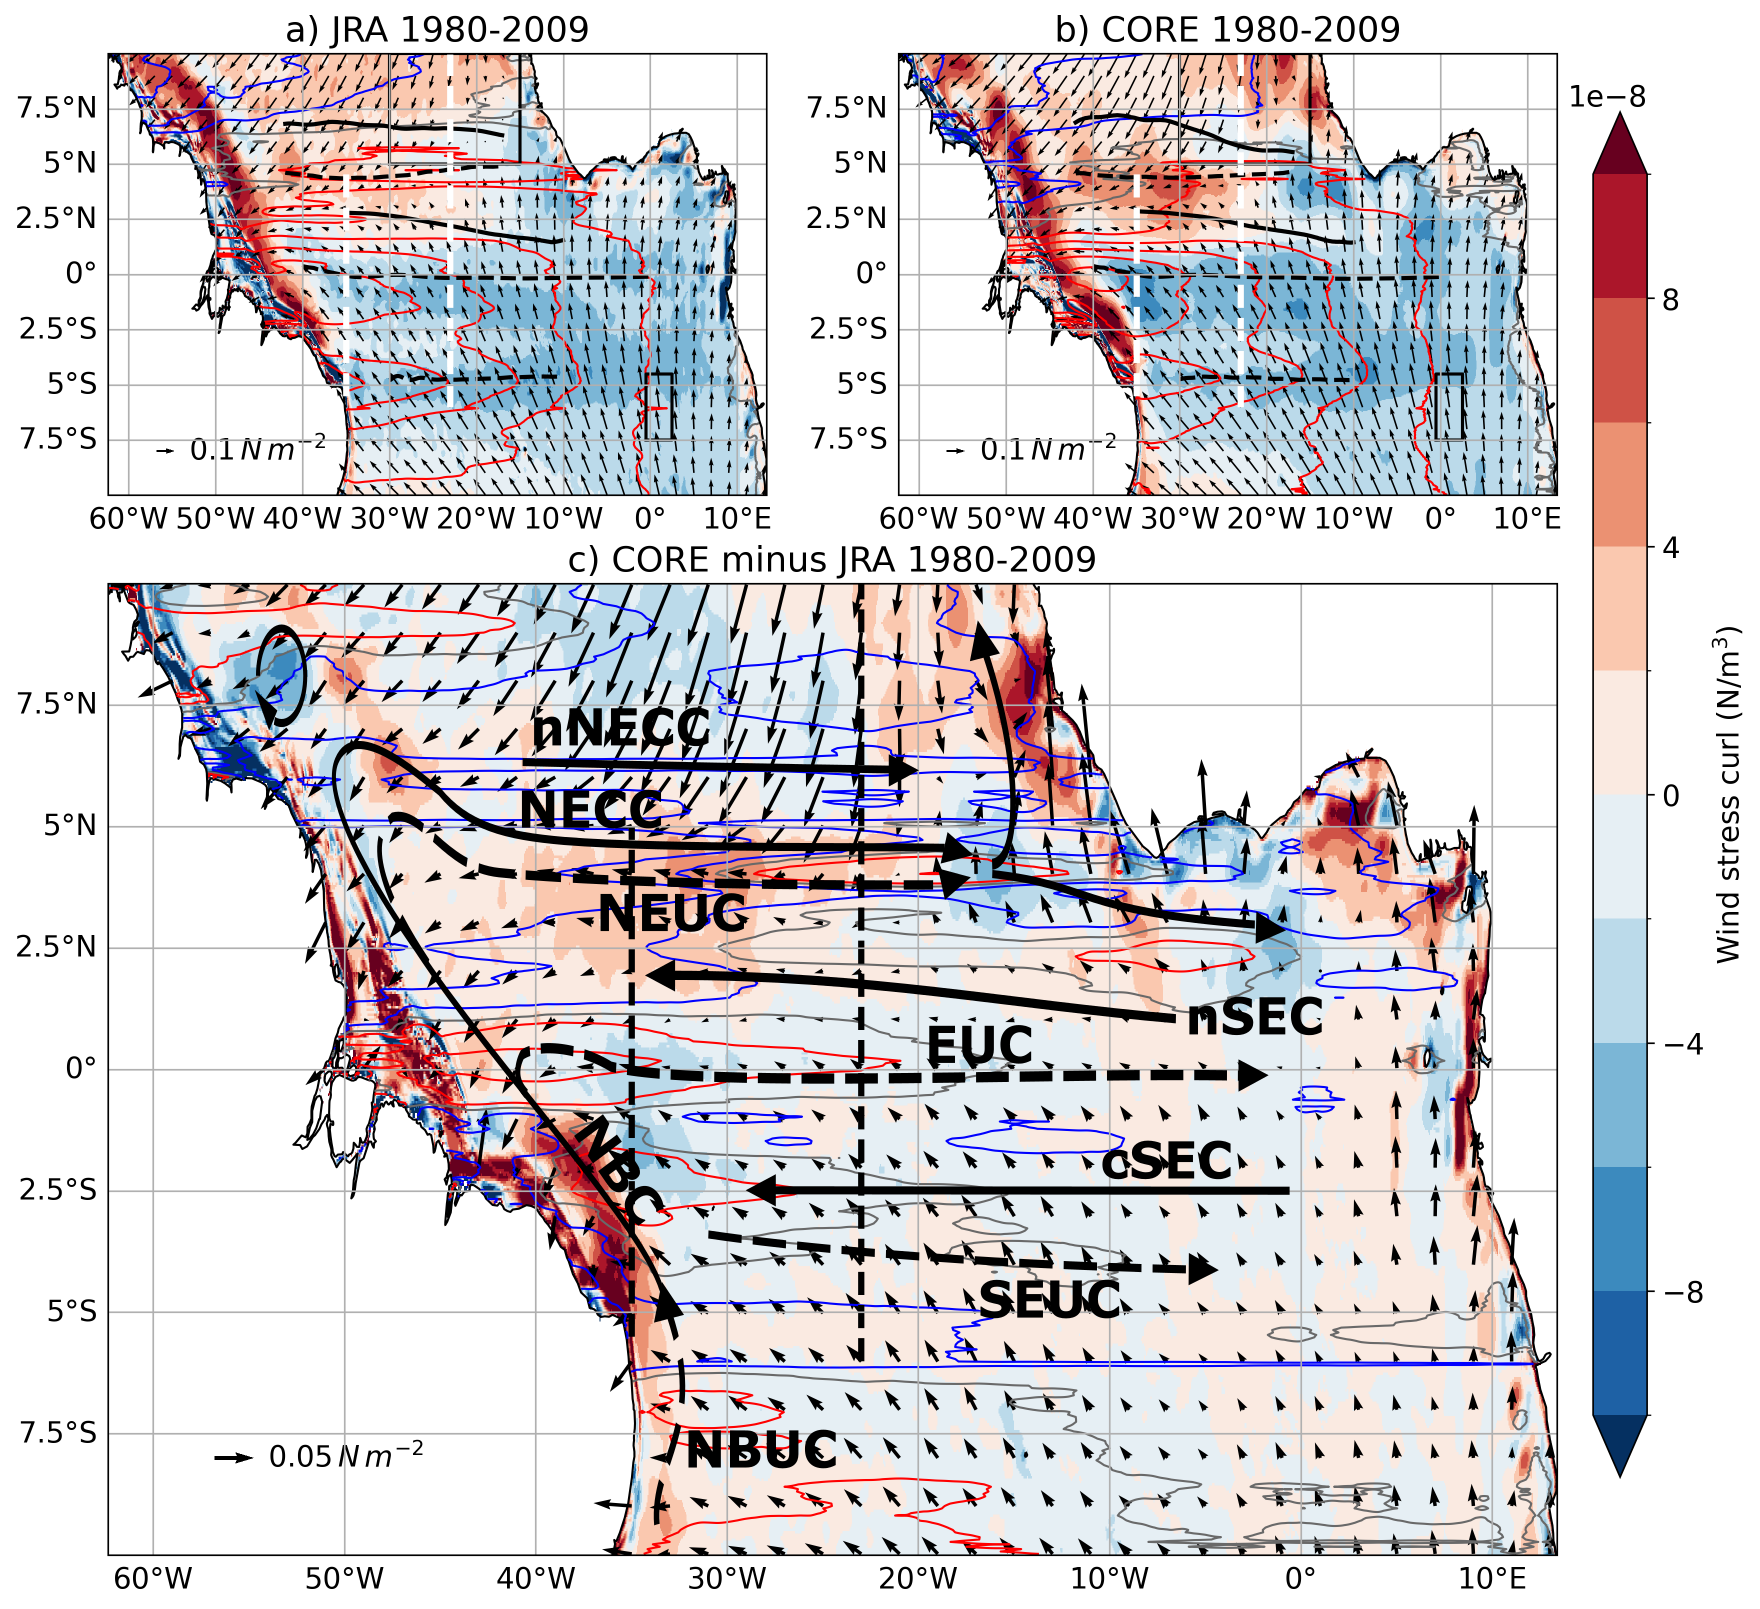 a) JRA 1980-2009
b) CORE 1980-2009
7.5°N
5°N
2.5°N
0°
2.5°S
5°S
7.5°S
0.1 N m⁻²
60°W 50°W 40°W 30°W 20°W 10°W 0° 10°E
7.5°N
5°N
2.5°N
0°
2.5°S
5°S
7.5°S
0.1 N m⁻²
60°W 50°W 40°W 30°W 20°W 10°W 0° 10°E
c) CORE minus JRA 1980-2009
7.5°N
5°N
2.5°N
0°
2.5°S
5°S
7.5°S
nNECC
NECC
NEUC
nSEC
EUC
NBC
cSEC
SEUC
NBUC
0.05 N m⁻²
60°W 50°W 40°W 30°W 20°W 10°W 0° 10°E
1e−8
8
4
0
−4
−8
Wind stress curl (N/m³)